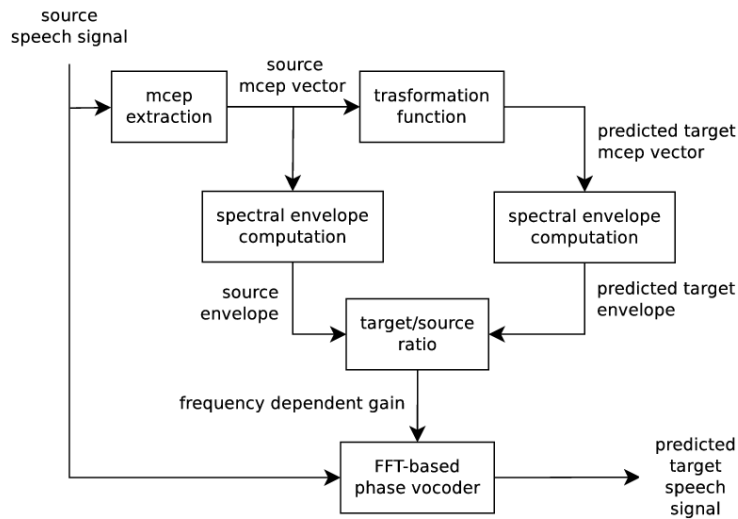 source
speech signal
source
mcep vector
mcep
extraction
trasformation
function
predicted target
mcep vector
spectral envelope
computation
spectral envelope
computation
source
envelope
predicted target
envelope
target/source
ratio
frequency dependent gain
FFT-based
phase vocoder
predicted
target
speech
signal